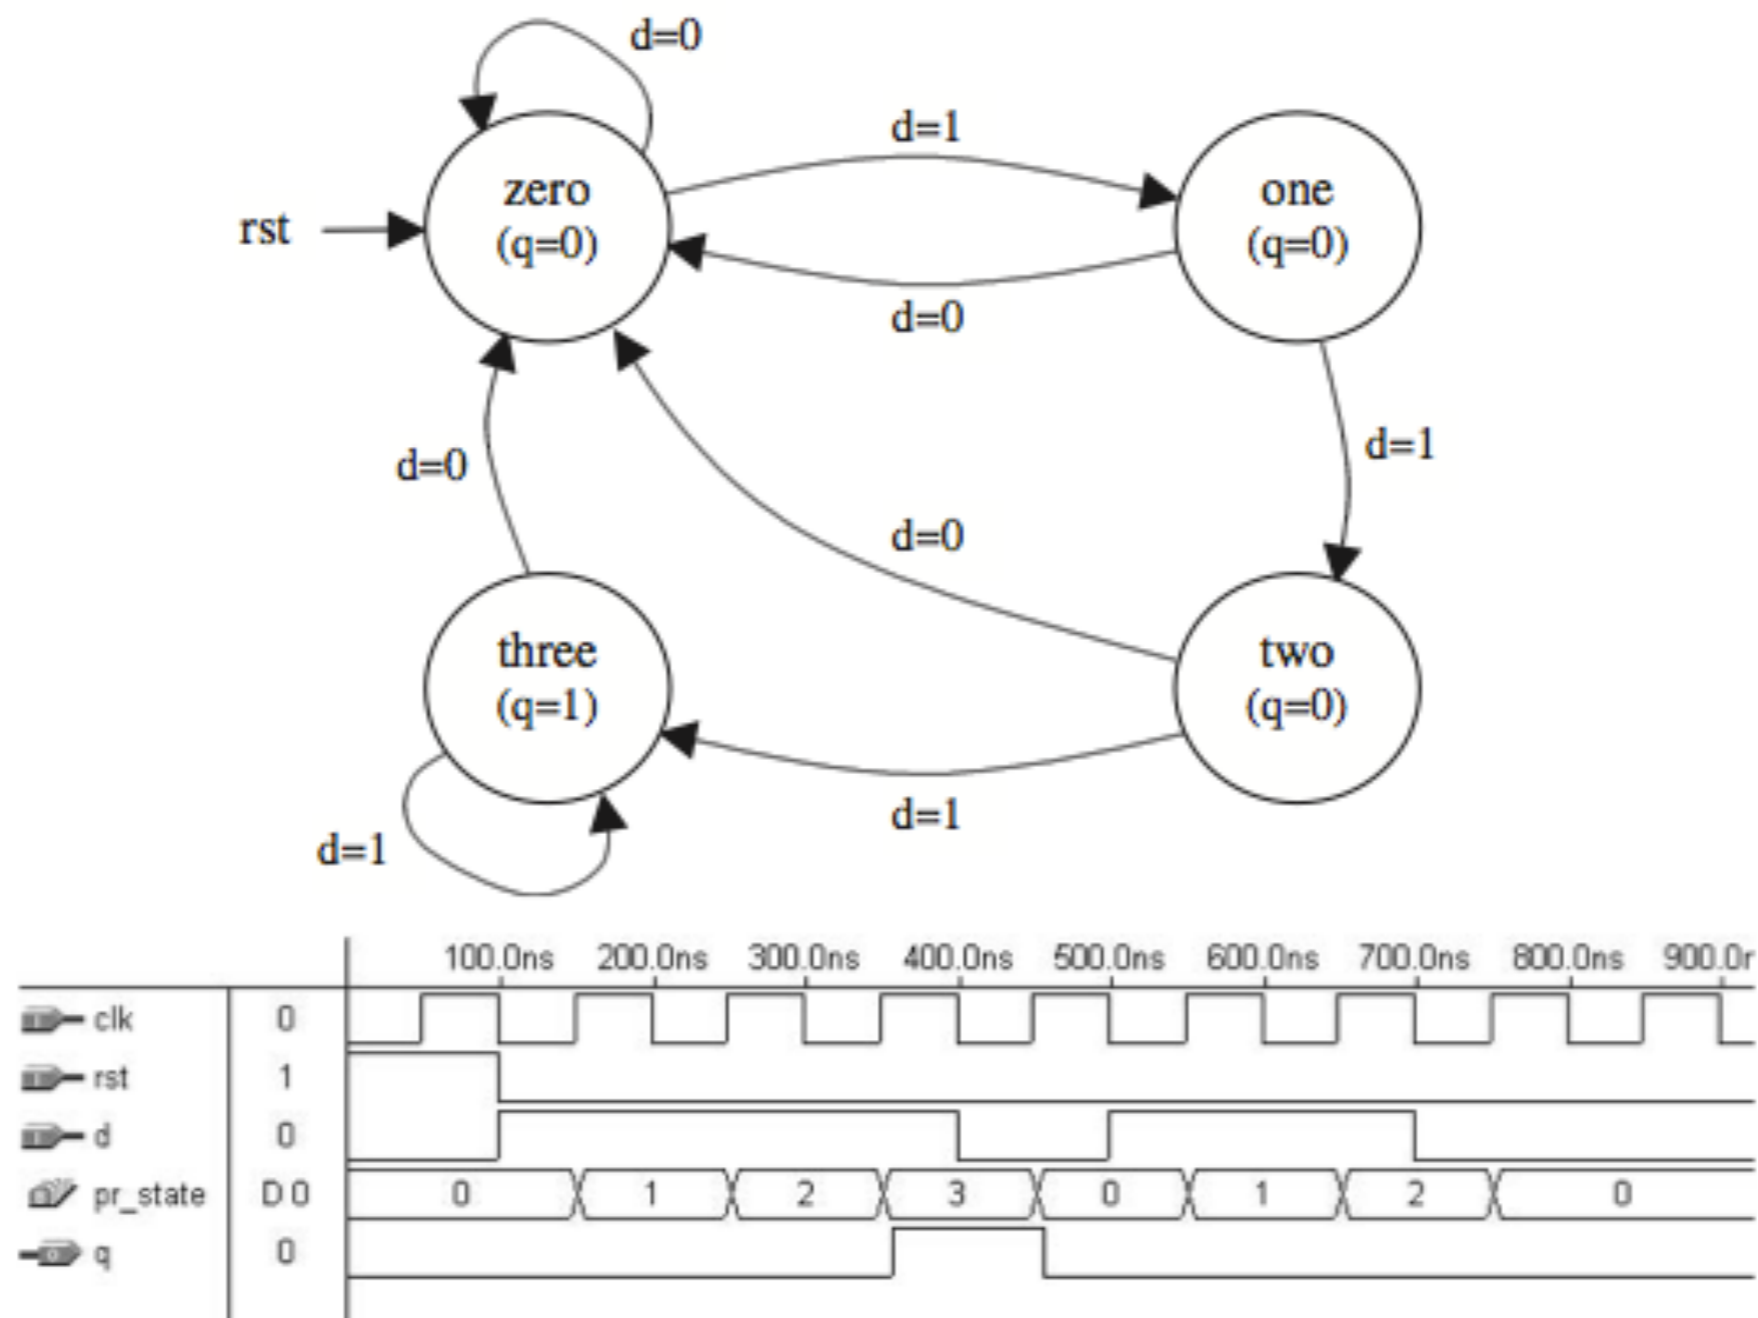 d=0
d=1
zero
(q=0)
one
(q=0)
rst
d=0
d=1
d=0
d=0
three
(q=1)
two
(q=0)
d=1
d=1
100.0ns 200.0ns 300.0ns 400.0ns 500.0ns 600.0ns 700.0ns 800.0ns 900.0r
clk 0
rst 1
d 0
pr_state D 0 0 1 2 3 0 1 2 0
q 0